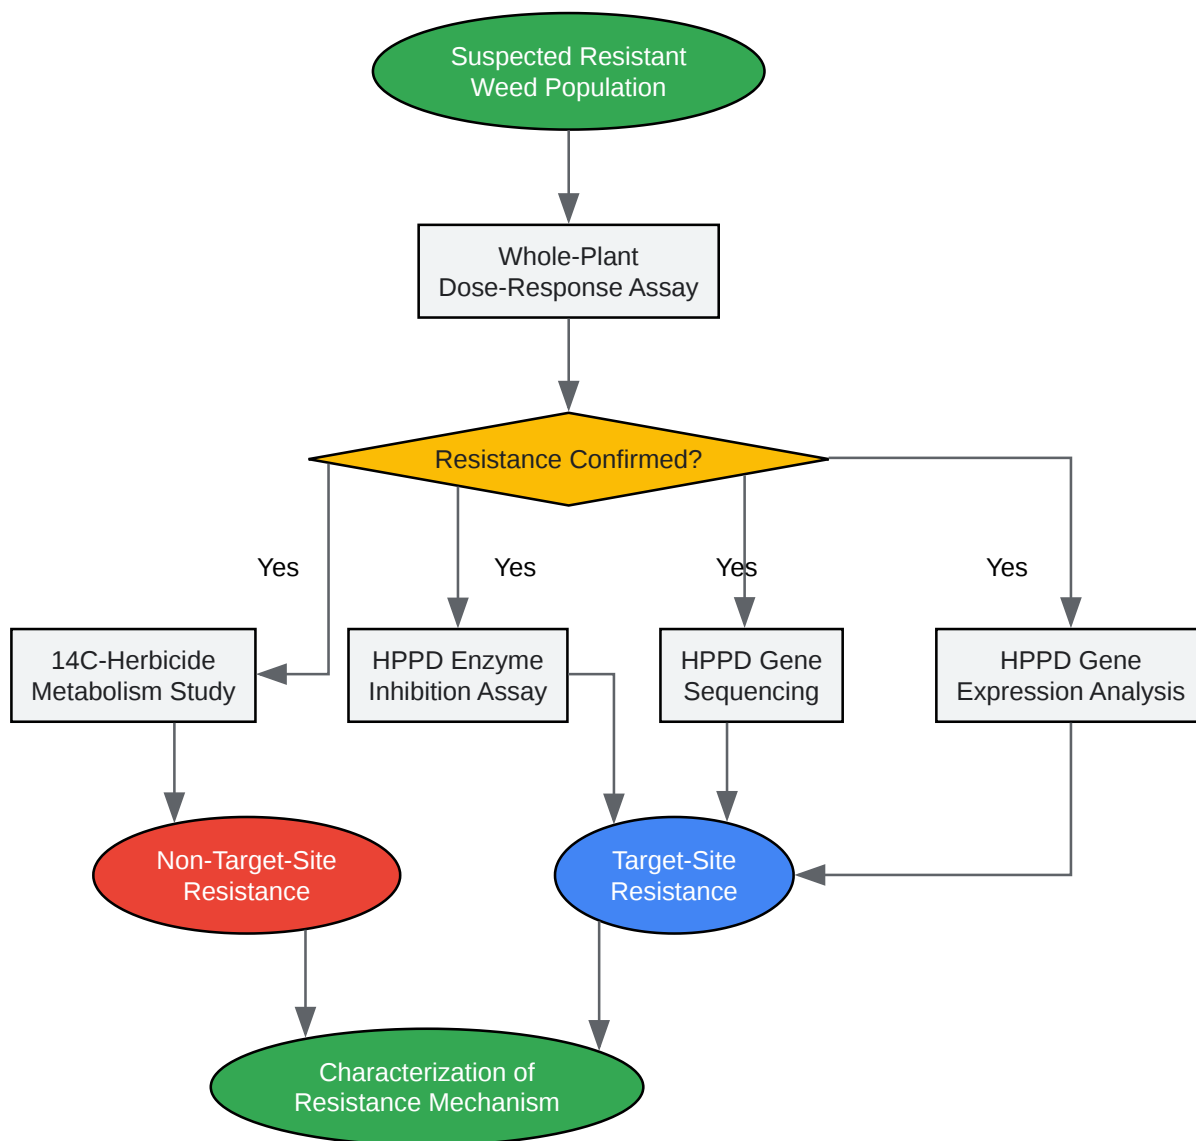 Suspected Resistant
Weed Population
Whole-Plant
Dose-Response Assay
Resistance Confirmed?
Yes
Yes
Yes
Yes
14C-Herbicide
Metabolism Study
HPPD Enzyme
Inhibition Assay
HPPD Gene
Sequencing
HPPD Gene
Expression Analysis
Non-Target-Site
Resistance
Target-Site
Resistance
Characterization of
Resistance Mechanism